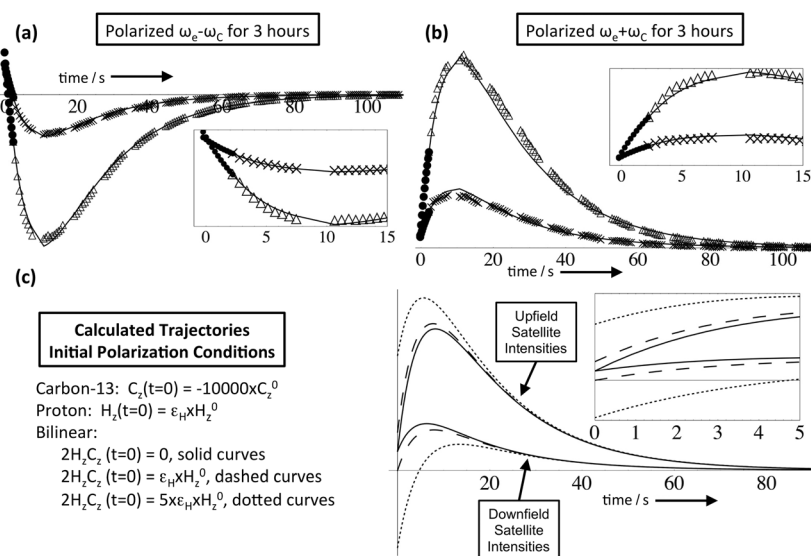 (a)
Polarized ωe-ωC for 3 hours
time / s
0
20
40
60
80
100
0
5
10
15
(b)
Polarized ωe+ωC for 3 hours
0
5
10
15
0
20
40
60
80
100
time / s
(c)
Calculated Trajectories
Initial Polarization Conditions
Carbon-13: Cz(t=0) = -10000xCz⁰
Proton: Hz(t=0) = εHxHz⁰
Bilinear:
2HzCz (t=0) = 0, solid curves
2HzCz (t=0) = εHxHz⁰, dashed curves
2HzCz (t=0) = 5xεHxHz⁰, dotted curves
Upfield
Satellite
Intensities
0
1
2
3
4
5
20
40
60
80
time / s
Downfield
Satellite
Intensities